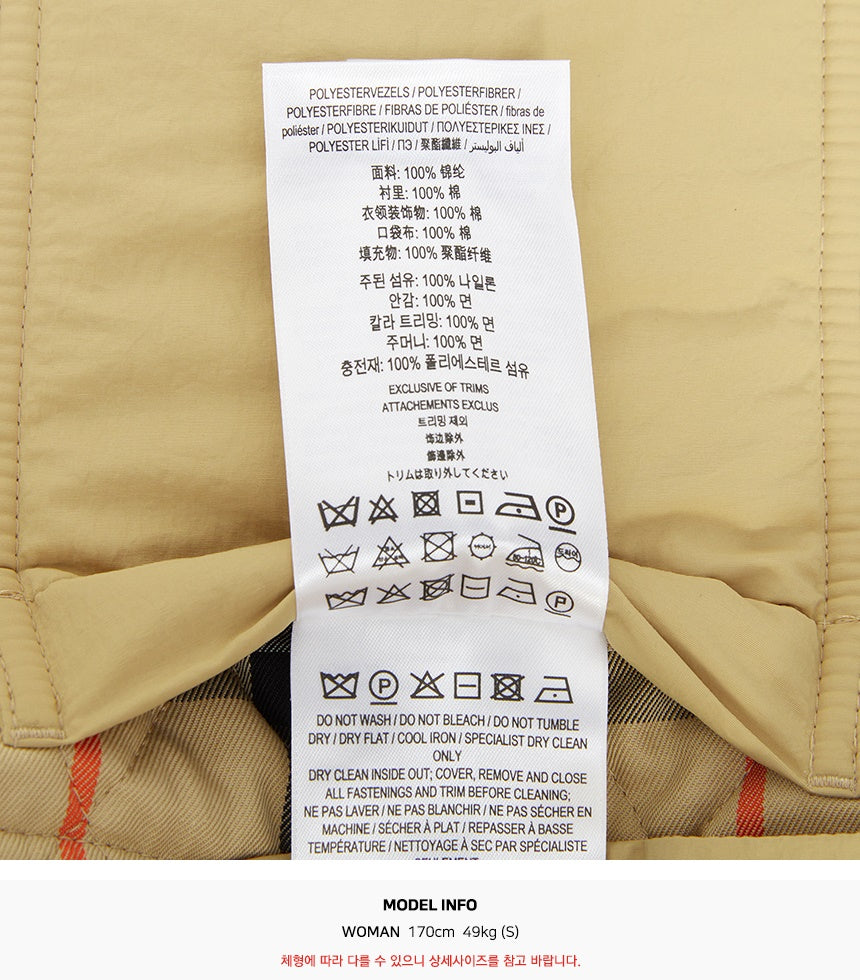 POLYESTERVEZELS / POLYESTERFIBRER /
POLYESTERFIBRE / FIBRAS DE POLIÉSTER / fibras de
poliéster / POLYESTERIKUIDUT / ΠΟΛΥΕΣΤΕΡΙΚΕΣ ΙΝΕΣ /
POLYESTER LİFİ / ПЭ / 聚酯纖維 / ألياف البوليستر
面料: 100% 锦纶
衬里: 100% 棉
衣领装饰物: 100% 棉
口袋布: 100% 棉
填充物: 100% 聚酯纤维
주된 섬유: 100% 나일론
안감: 100% 면
칼라 트리밍: 100% 면
주머니: 100% 면
충전재: 100% 폴리에스테르 섬유
EXCLUSIVE OF TRIMS
ATTACHEMENTS EXCLUS
트리밍 제외
饰边除外
飾邊除外
トリムは取り外してください
P
80~120℃ 드라이
P
P
DO NOT WASH / DO NOT BLEACH / DO NOT TUMBLE
DRY / DRY FLAT / COOL IRON / SPECIALIST DRY CLEAN
ONLY
DRY CLEAN INSIDE OUT; COVER, REMOVE AND CLOSE
ALL FASTENINGS AND TRIM BEFORE CLEANING;
NE PAS LAVER / NE PAS BLANCHIR / NE PAS SÉCHER EN
MACHINE / SÉCHER À PLAT / REPASSER À BASSE
TEMPÉRATURE / NETTOYAGE À SEC PAR SPÉCIALISTE
SEULEMENT
MODEL INFO
WOMAN 170cm 49kg (S)
체형에 따라 다를 수 있으니 상세사이즈를 참고 바랍니다.